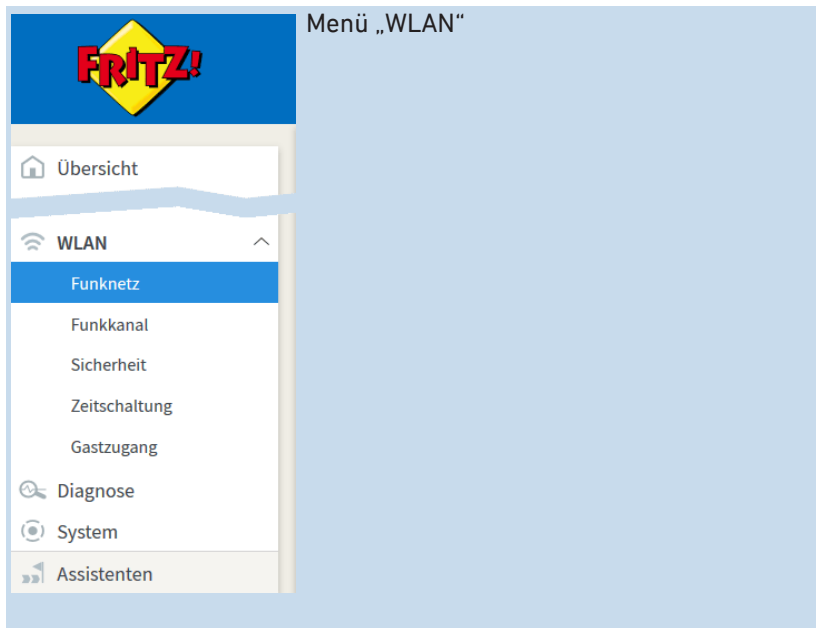 Menü „WLAN“
FRITZ!
Übersicht
WLAN
Funknetz
Funkkanal
Sicherheit
Zeitschaltung
Gastzugang
Diagnose
System
Assistenten